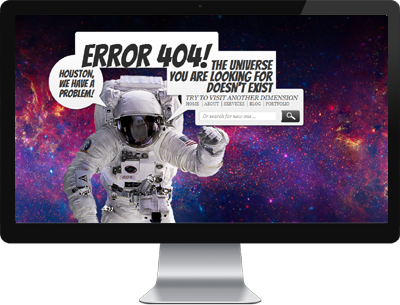 ERROR 404!
THE UNIVERSE
YOU ARE LOOKING FOR
DOESN'T EXIST
HOUSTON,
WE HAVE A
PROBLEM!
TRY TO VISIT ANOTHER DIMENSION
HOME | ABOUT | SERVICES | BLOG | PORTFOLIO
Or search for new one...